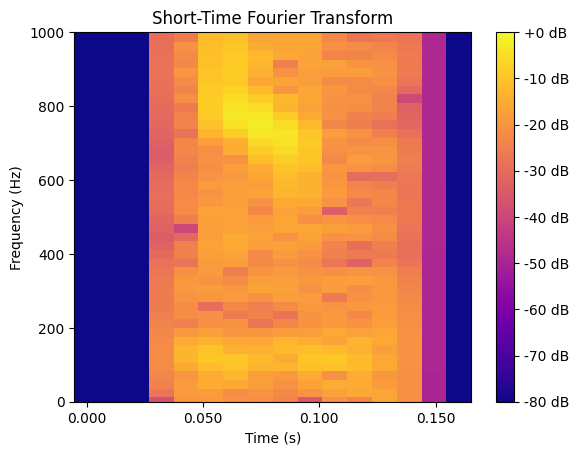 Short-Time Fourier Transform
Frequency (Hz)
1000
800
600
400
200
0
0.000
0.050
0.100
0.150
Time (s)
+0 dB
-10 dB
-20 dB
-30 dB
-40 dB
-50 dB
-60 dB
-70 dB
-80 dB